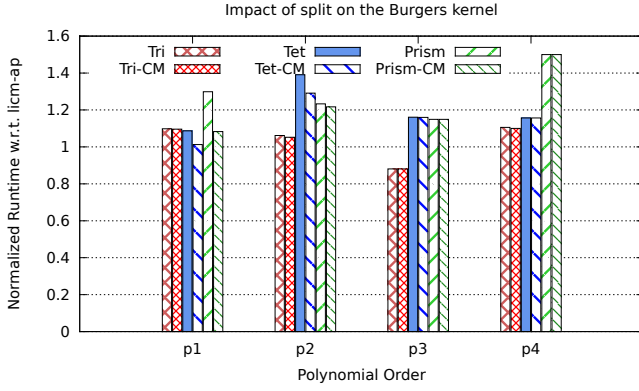 Impact of split on the Burgers kernel
Normalized Runtime w.r.t. licm-ap
1.6
1.4
1.2
1
0.8
0.6
0.4
0.2
0
Tri
Tri-CM
Tet
Tet-CM
Prism
Prism-CM
p1
p2
p3
p4
Polynomial Order